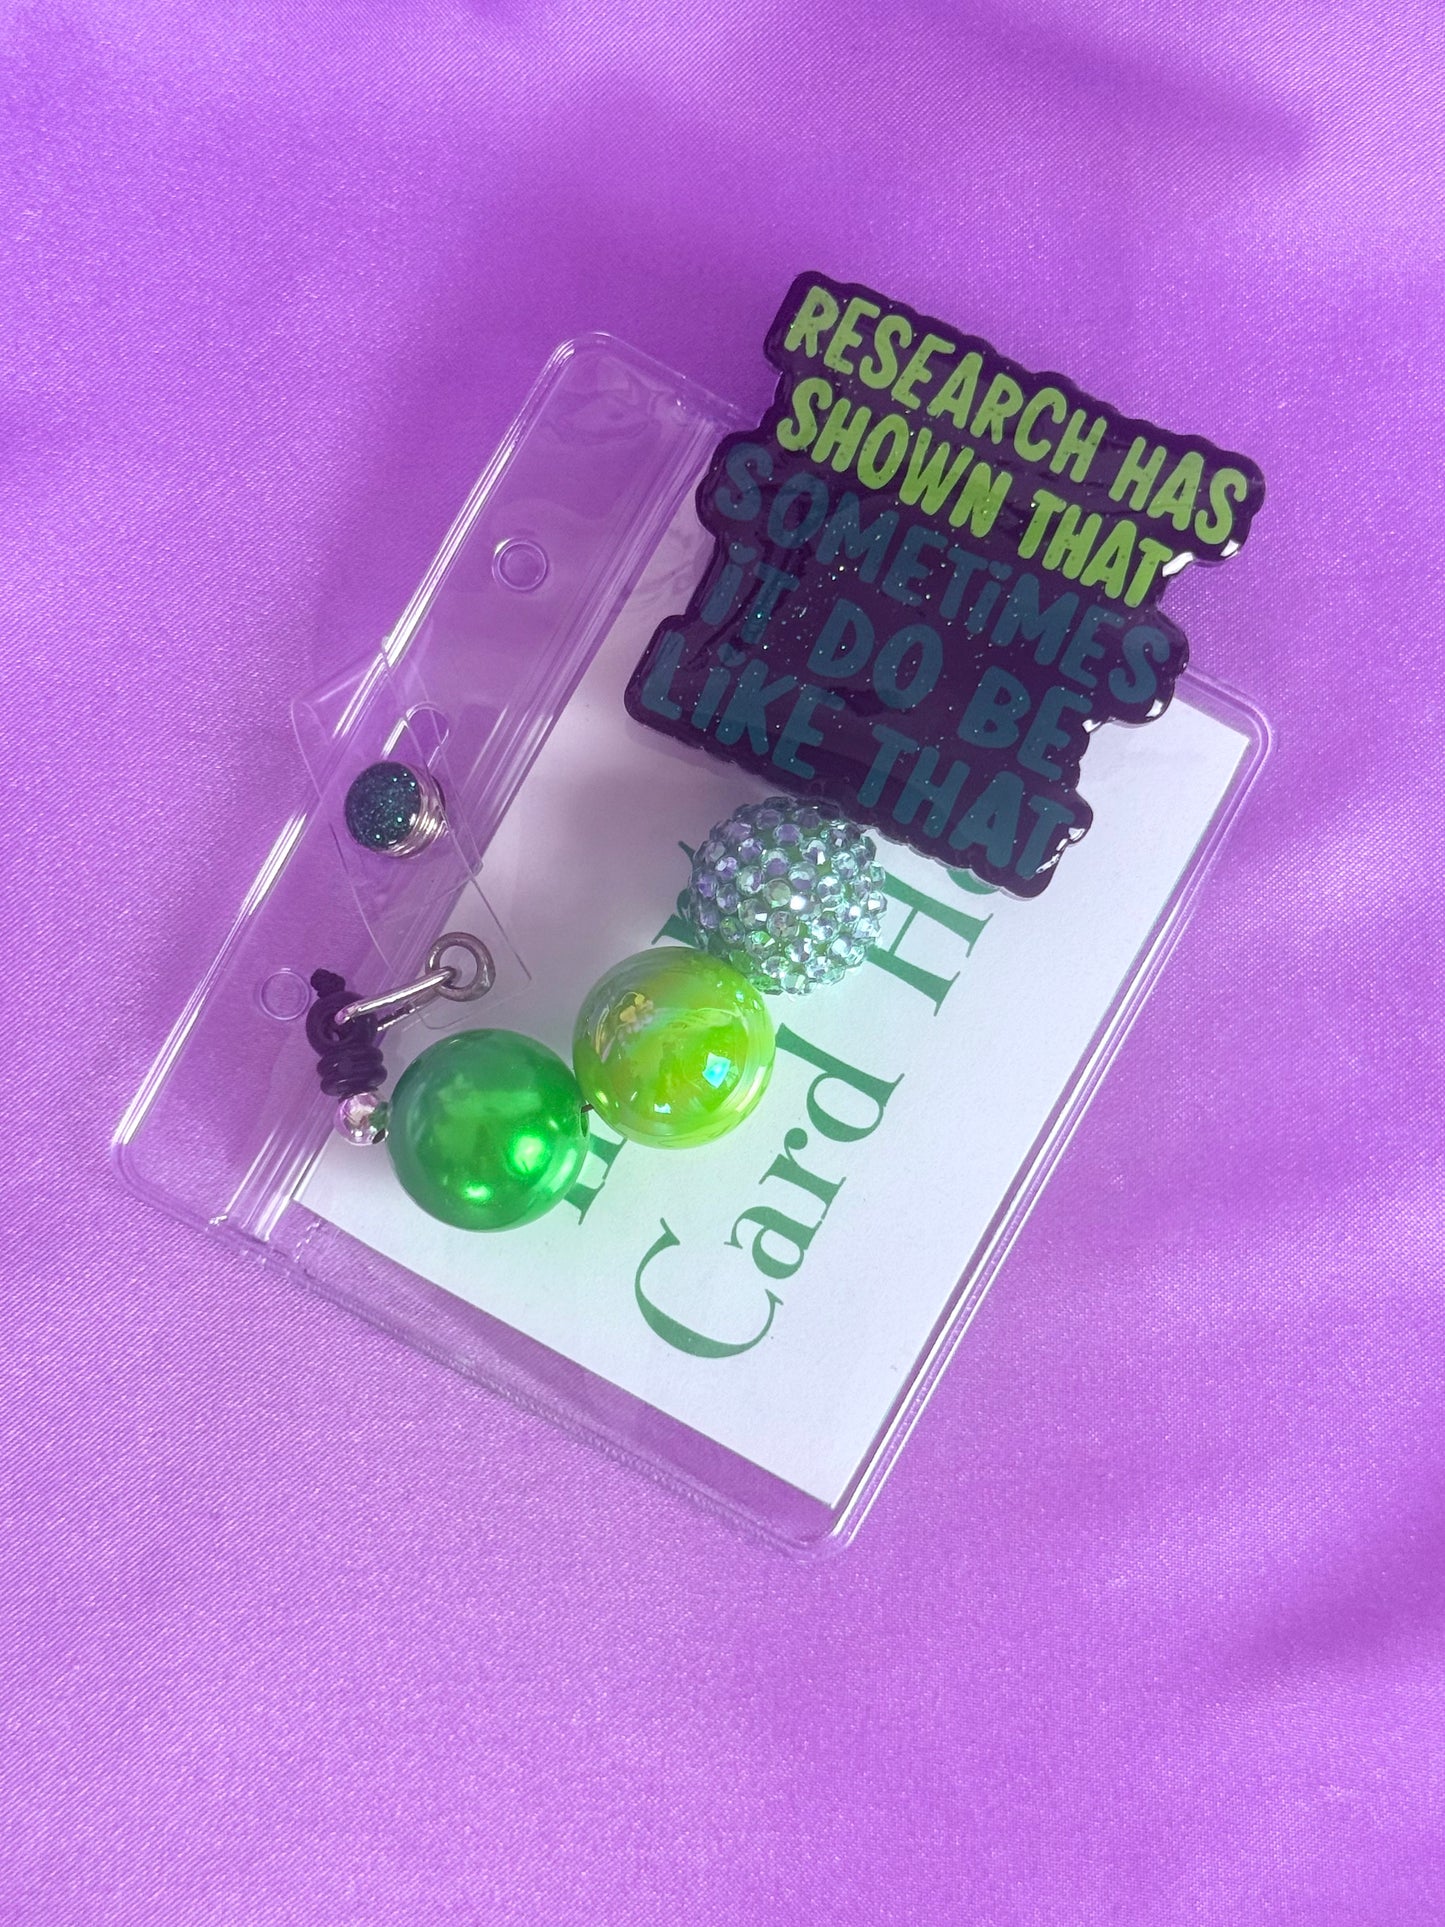 RESEARCH HAS
SHOWN THAT
SOMETIMES
IT DO BE
LIKE THAT
Card